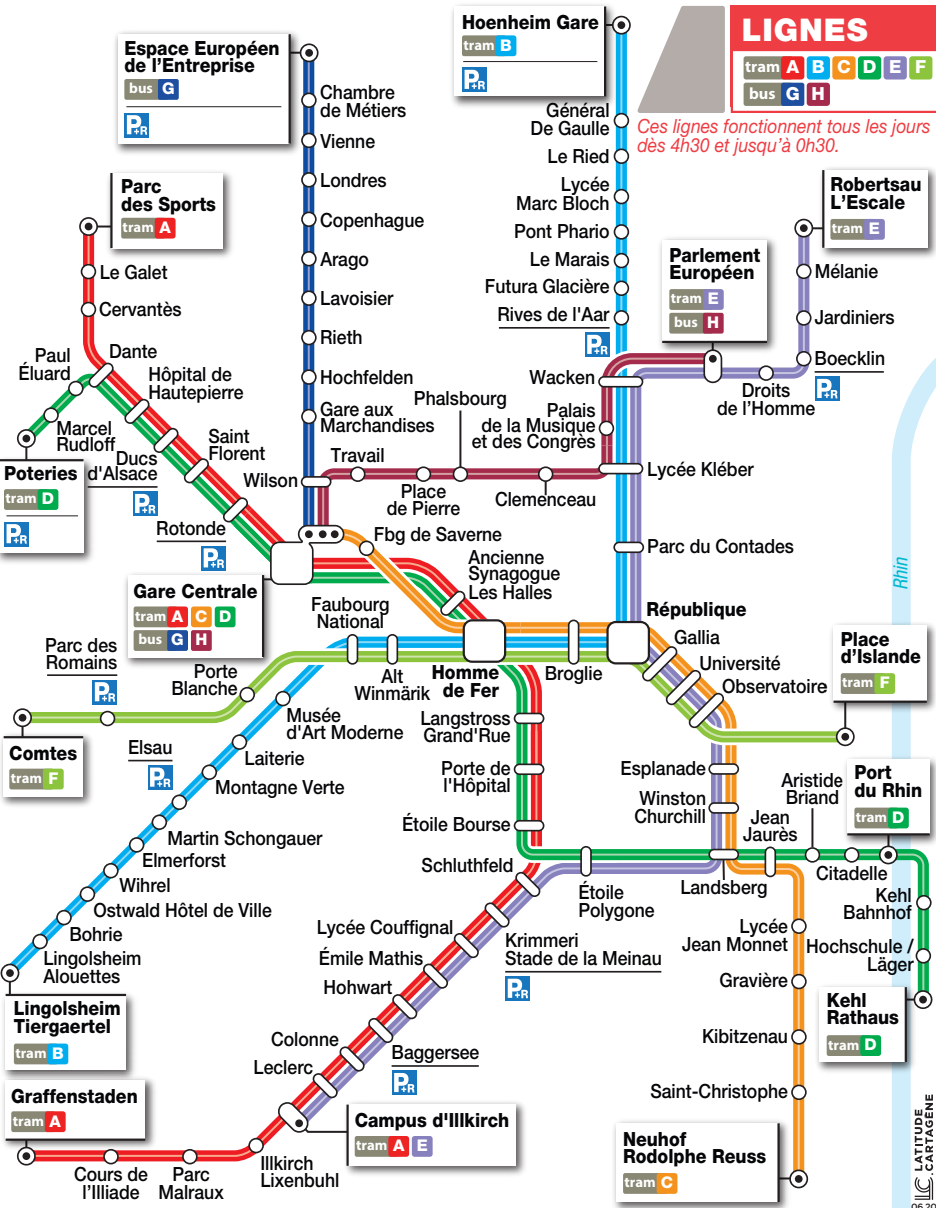 LIGNES
tram A B C D E F
bus G H
Ces lignes fonctionnent tous les jours
dès 4h30 et jusqu'à 0h30.
Hoenheim Gare
tram B
P+R
Général
De Gaulle
Le Ried
Lycée
Marc Bloch
Pont Phario
Le Marais
Futura Glacière
Rives de l'Aar
P+R
Espace Européen
de l'Entreprise
bus G
P+R
Chambre
de Métiers
Vienne
Londres
Copenhague
Arago
Lavoisier
Rieth
Hochfelden
Gare aux
Marchandises
Wilson
Parc
des Sports
tram A
Le Galet
Cervantès
Dante
Paul
Éluard
Marcel
Rudloff
Poteries
tram D
P+R
Hôpital de
Hautepierre
Ducs
d'Alsace
P+R
Saint
Florent
Rotonde
P+R
Gare Centrale
tram A C D
bus G H
Robertsau
L'Escale
tram E
Mélanie
Jardiniers
Boecklin
P+R
Droits
de l'Homme
Parlement
Européen
tram E
bus H
Wacken
Palais
de la Musique
et des Congrès
Lycée Kléber
Phalsbourg
Travail
Place
de Pierre
Clemenceau
Parc du Contades
Fbg de Saverne
Ancienne
Synagogue
Les Halles
République
Gallia
Université
Observatoire
Rhin
Place
d'Islande
tram F
Faubourg
National
Alt
Winmärik
Homme
de Fer
Broglie
Parc des
Romains
P+R
Porte
Blanche
Comtes
tram F
Musée
d'Art Moderne
Laiterie
Elsau
P+R
Montagne Verte
Martin Schongauer
Elmerforst
Wihrel
Ostwald Hôtel de Ville
Bohrie
Lingolsheim
Alouettes
Lingolsheim
Tiergaertel
tram B
Langstross
Grand'Rue
Porte de
l'Hôpital
Étoile Bourse
Schluthfeld
Esplanade
Winston
Churchill
Landsberg
Jean
Jaurès
Aristide
Briand
Citadelle
Port
du Rhin
tram D
Kehl
Bahnhof
Hochschule /
Läger
Kehl
Rathaus
tram D
Étoile
Polygone
Krimmeri
Stade de la Meinau
P+R
Lycée Couffignal
Émile Mathis
Hohwart
Colonne
Leclerc
Baggersee
P+R
Campus d'Illkirch
tram A E
Lycée
Jean Monnet
Gravière
Kibitzenau
Saint-Christophe
Neuhof
Rodolphe Reuss
tram C
Graffenstaden
tram A
Cours de
l'Illiade
Parc
Malraux
Illkirch
Lixenbuhl
LATITUDE
CARTAGÈNE